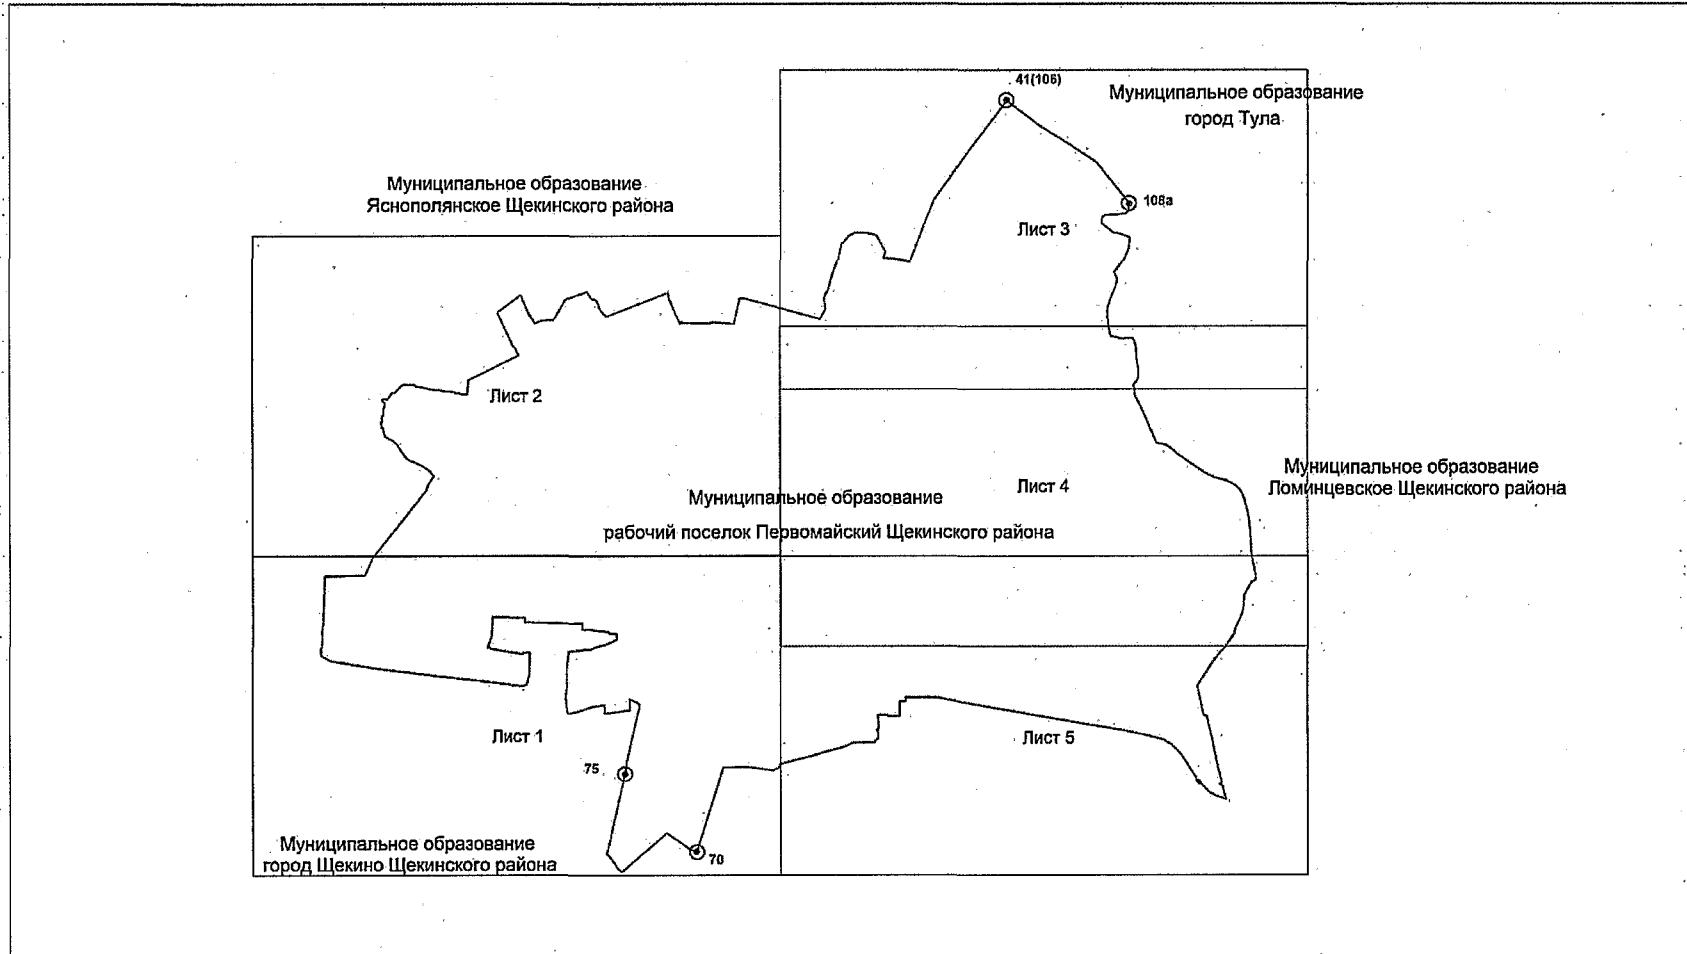 41(106)
Муниципальное образование
город Тула
Муниципальное образование
Яснополянское Щекинского района
108а
Лист 3
Лист 2
Муниципальное образование
Ломинцевское Щекинского района
Лист 4
Муниципальное образование
рабочий поселок Первомайский Щекинского района
Лист 1
Лист 5
75
Муниципальное образование
город Щекино Щекинского района
70